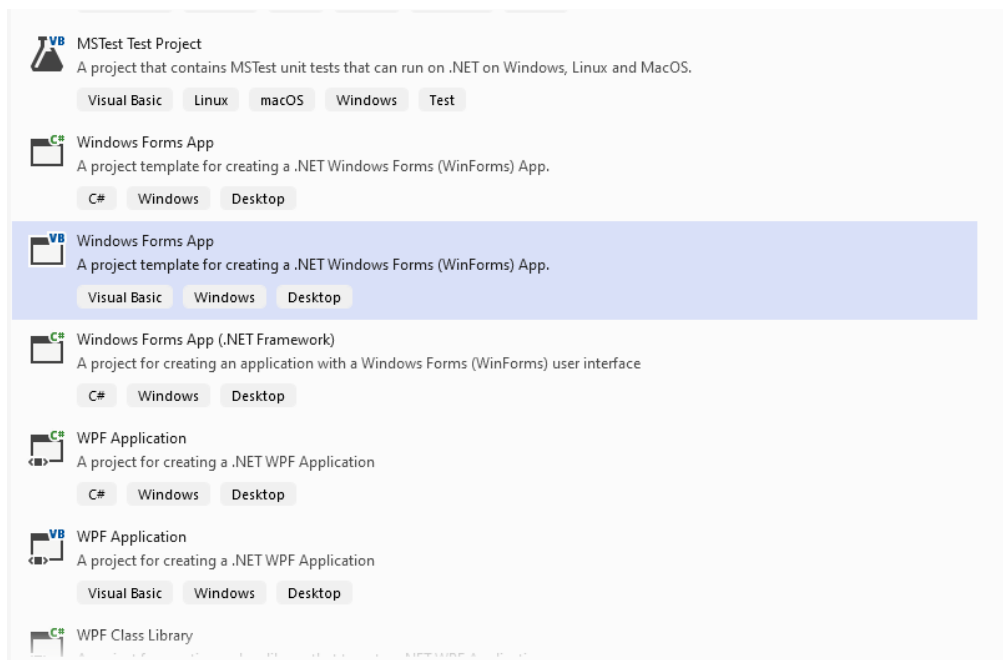 VB
MSTest Test Project
A project that contains MSTest unit tests that can run on .NET on Windows, Linux and MacOS.
Visual Basic Linux macOS Windows Test
C#
Windows Forms App
A project template for creating a .NET Windows Forms (WinForms) App.
C# Windows Desktop
VB
Windows Forms App
A project template for creating a .NET Windows Forms (WinForms) App.
Visual Basic Windows Desktop
C#
Windows Forms App (.NET Framework)
A project for creating an application with a Windows Forms (WinForms) user interface
C# Windows Desktop
C#
WPF Application
A project for creating a .NET WPF Application
C# Windows Desktop
VB
WPF Application
A project for creating a .NET WPF Application
Visual Basic Windows Desktop
C#
WPF Class Library